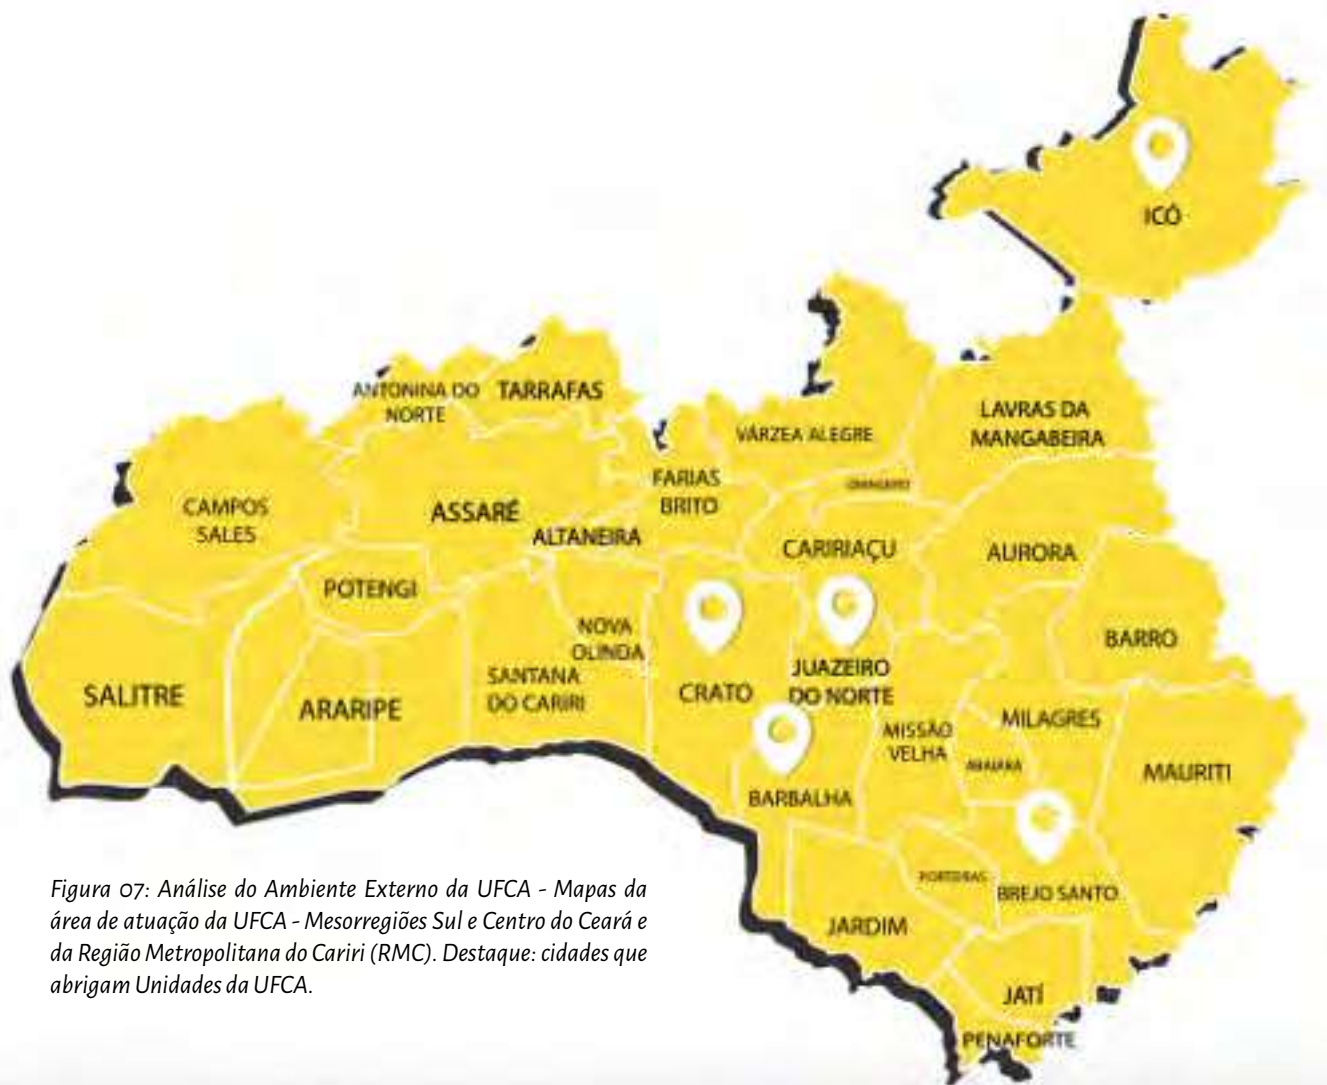 ICÓ
ANTONINA DO
NORTE
TARRAFAS
LAVRAS DA
MANGABEIRA
VÁRZEA ALEGRE
FARIAS
BRITO
CAMPOS
SALES
ASSARÉ
ALTANEIRA
CARIRIAÇU
AURORA
POTENGI
NOVA
OLINDA
BARRO
SANTANA
DO CARIRI
SALITRE
ARARIPE
CRATO
JUAZEIRO
DO NORTE
MISSÃO
VELHA
MILAGRES
ABAIARA
MAURITI
BARBALHA
PORTEIRAS
BREJO SANTO
JARDIM
JATÍ
PENAFORTE
Figura 07: Análise do Ambiente Externo da UFCA - Mapas da
área de atuação da UFCA - Mesorregiões Sul e Centro do Ceará e
da Região Metropolitana do Cariri (RMC). Destaque: cidades que
abrigam Unidades da UFCA.